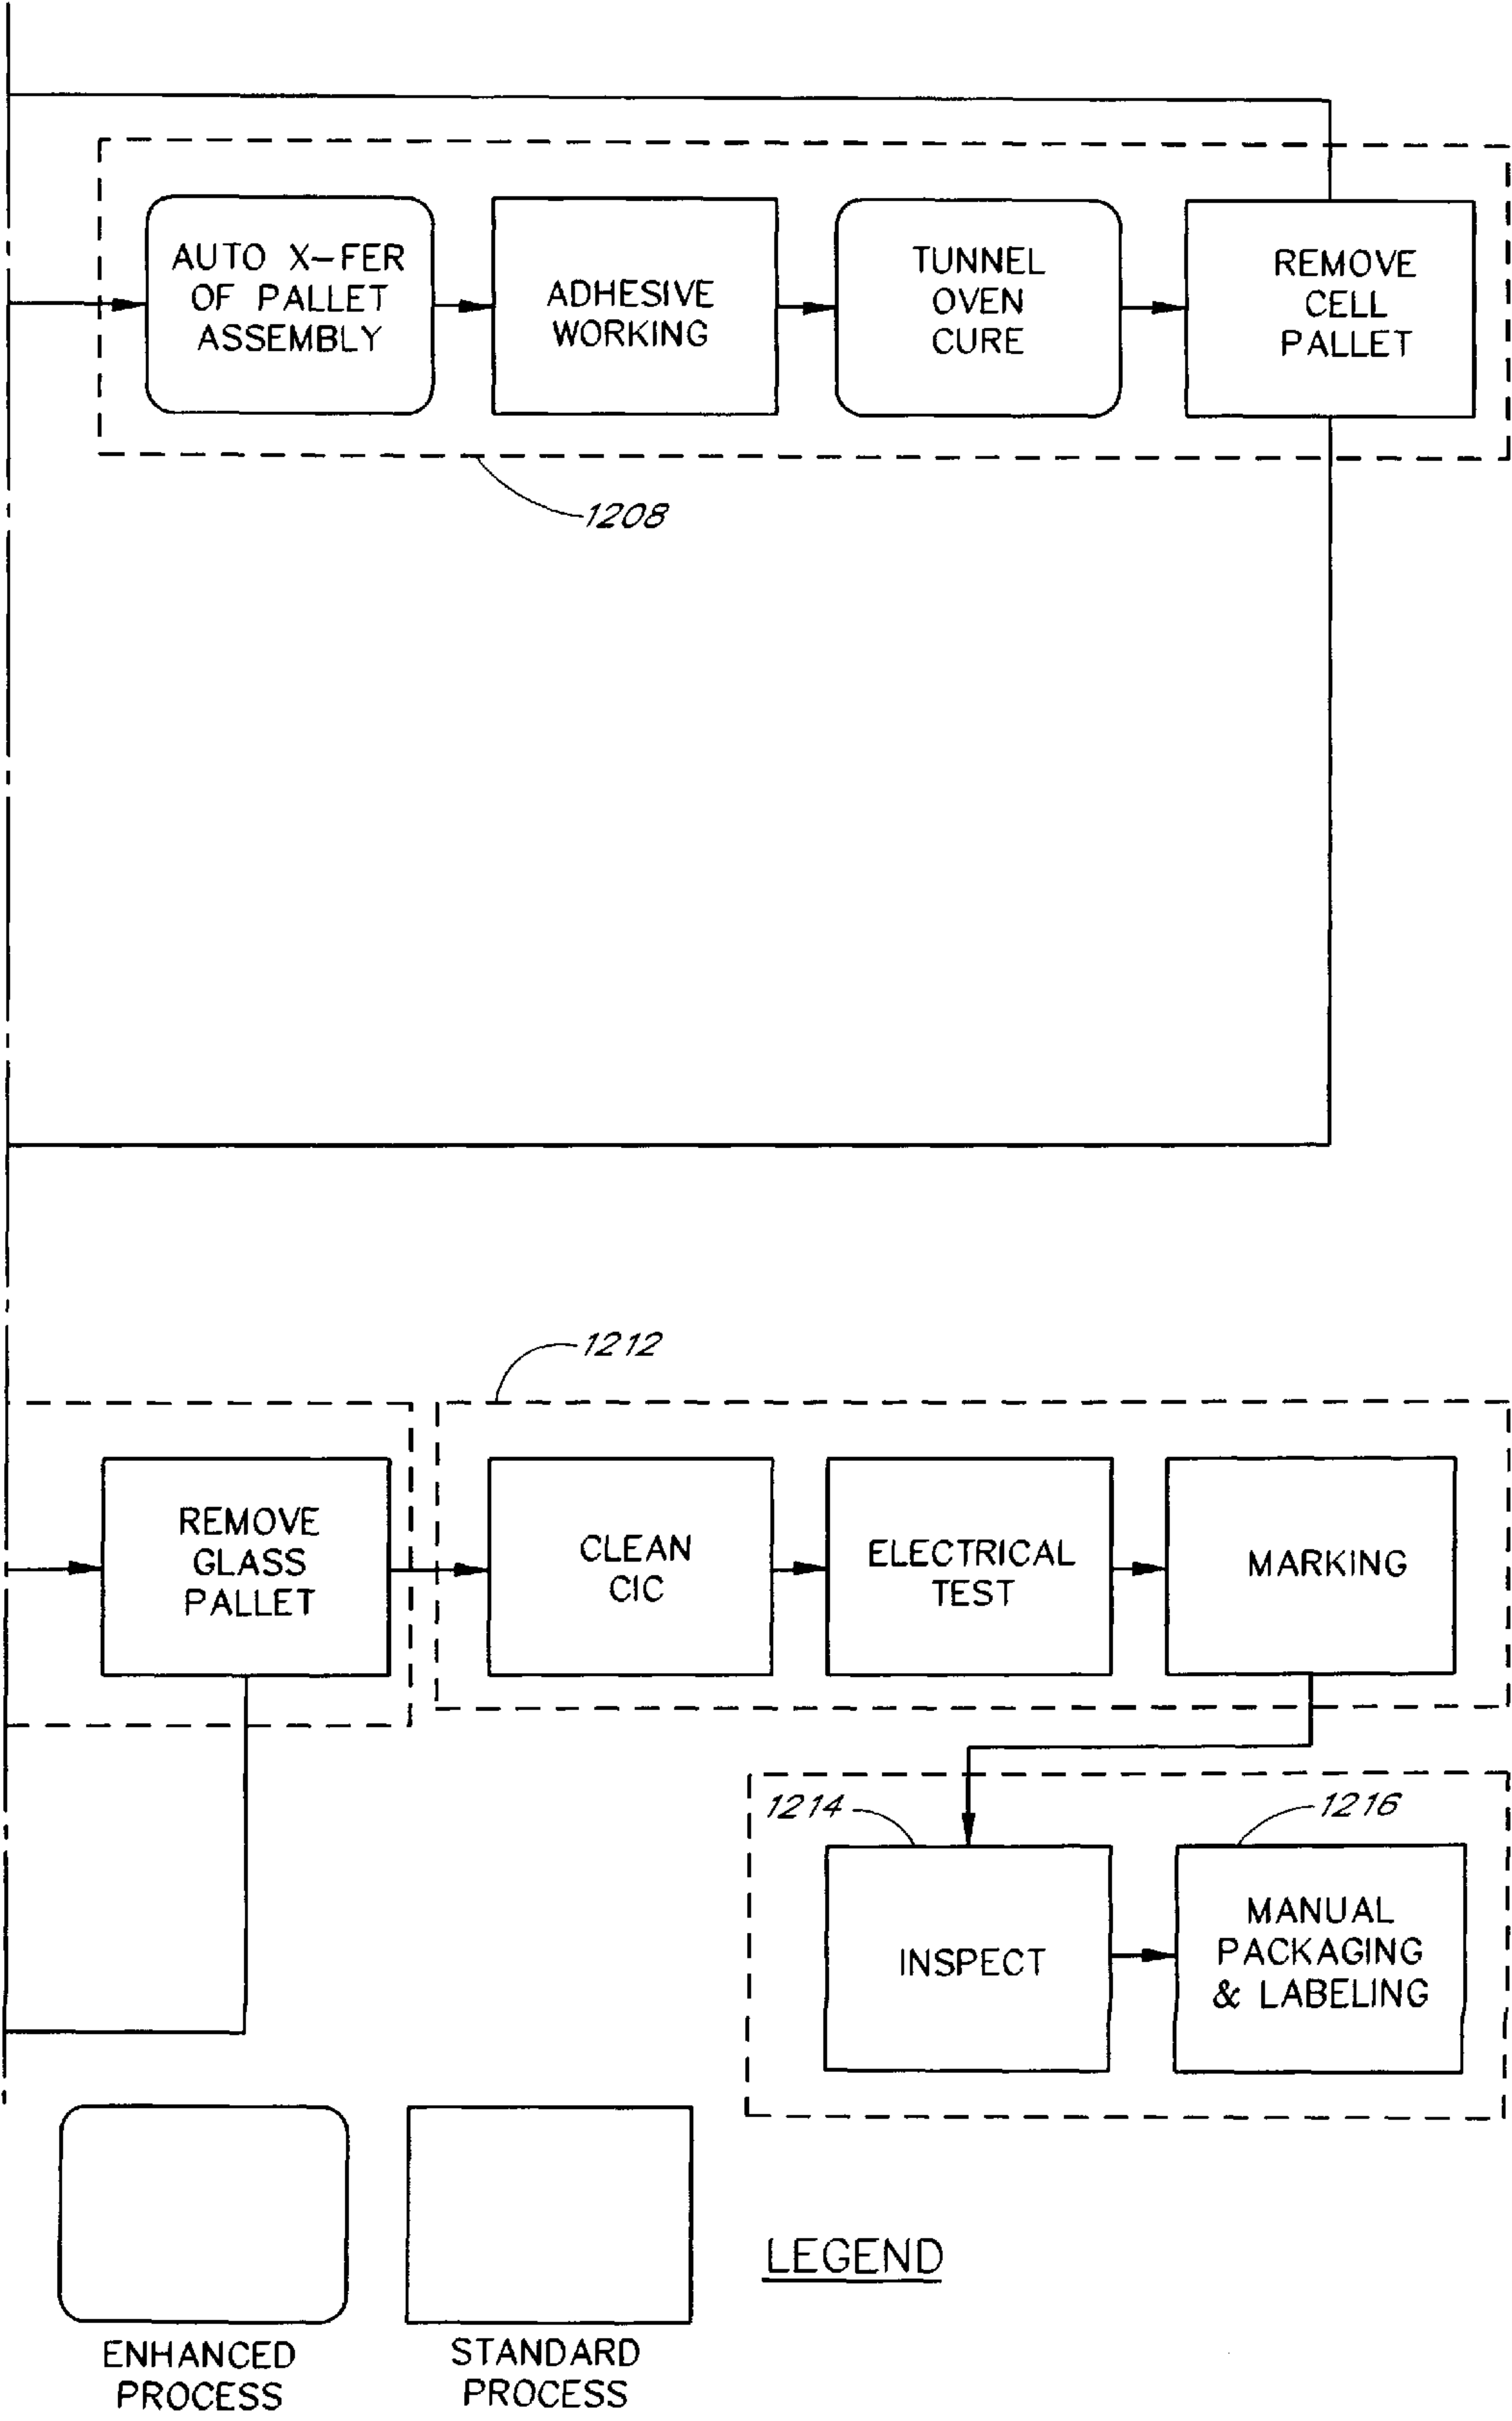 AUTO X-FER
OF PALLET
ASSEMBLY
ADHESIVE
WORKING
TUNNEL
OVEN
CURE
REMOVE
CELL
PALLET
1208
1212
REMOVE
GLASS
PALLET
CLEAN
CIC
ELECTRICAL
TEST
MARKING
1214
1216
INSPECT
MANUAL
PACKAGING
& LABELING
LEGEND
ENHANCED
PROCESS
STANDARD
PROCESS